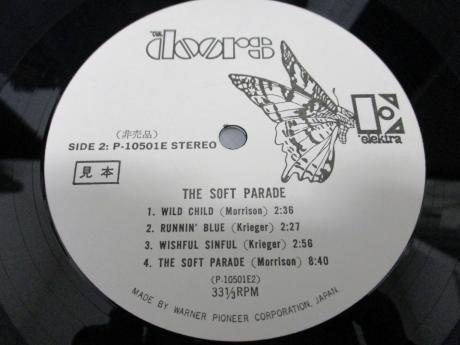 THE doors
elektra
(非売品)
SIDE 2: P-10501E STEREO
見本
THE SOFT PARADE
1. WILD CHILD (Morrison) 2:36
2. RUNNIN' BLUE (Krieger) 2:27
3. WISHFUL SINFUL (Krieger) 2:56
4. THE SOFT PARADE (Morrison) 8:40
(P-10501E2)
33⅓RPM
MADE BY WARNER PIONEER CORPORATION, JAPAN.